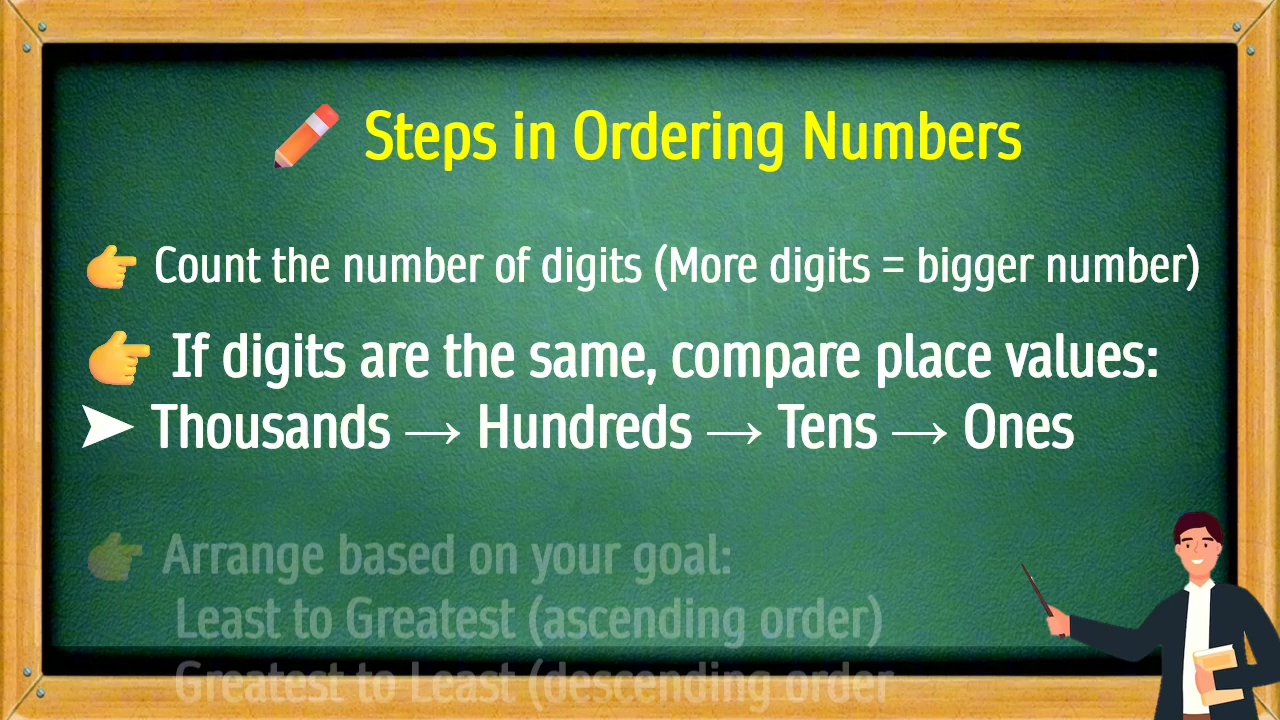 ✏️ Steps in Ordering Numbers
👉 Count the number of digits (More digits = bigger number)
👉 If digits are the same, compare place values:
➤ Thousands → Hundreds → Tens → Ones
👉 Arrange based on your goal:
Least to Greatest (ascending order)
Greatest to Least (descending order